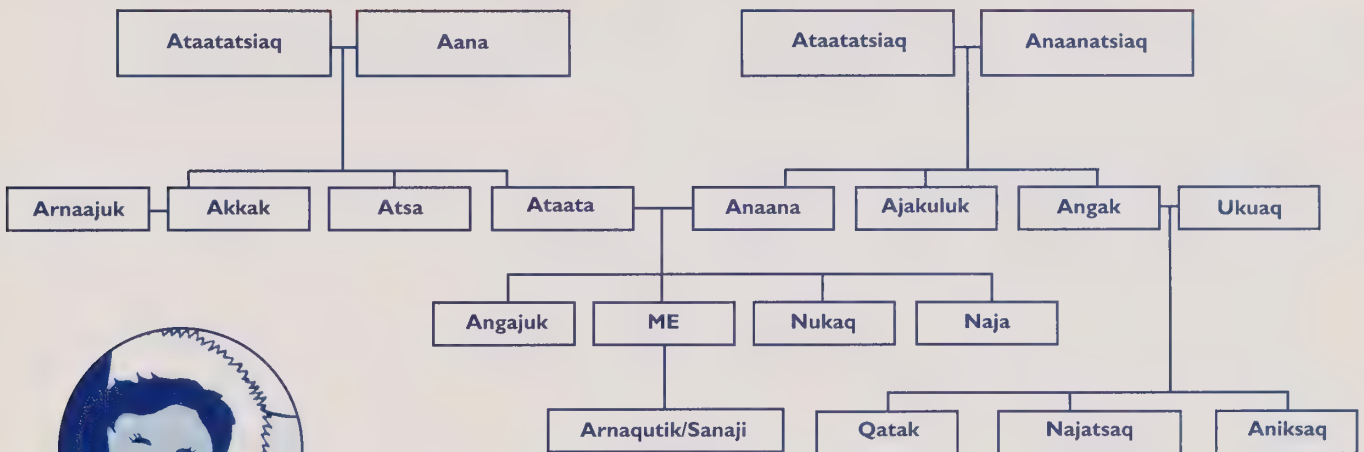 Ataatatsiaq Aana Ataatatsiaq Anaanatsiaq
Arnaajuk Akkak Atsa Ataata Anaana Ajakuluk Angak Ukuaq
Angajuk ME Nukaq Naja
Arnaqutik/Sanaji Qatak Najatsaq Aniksaq